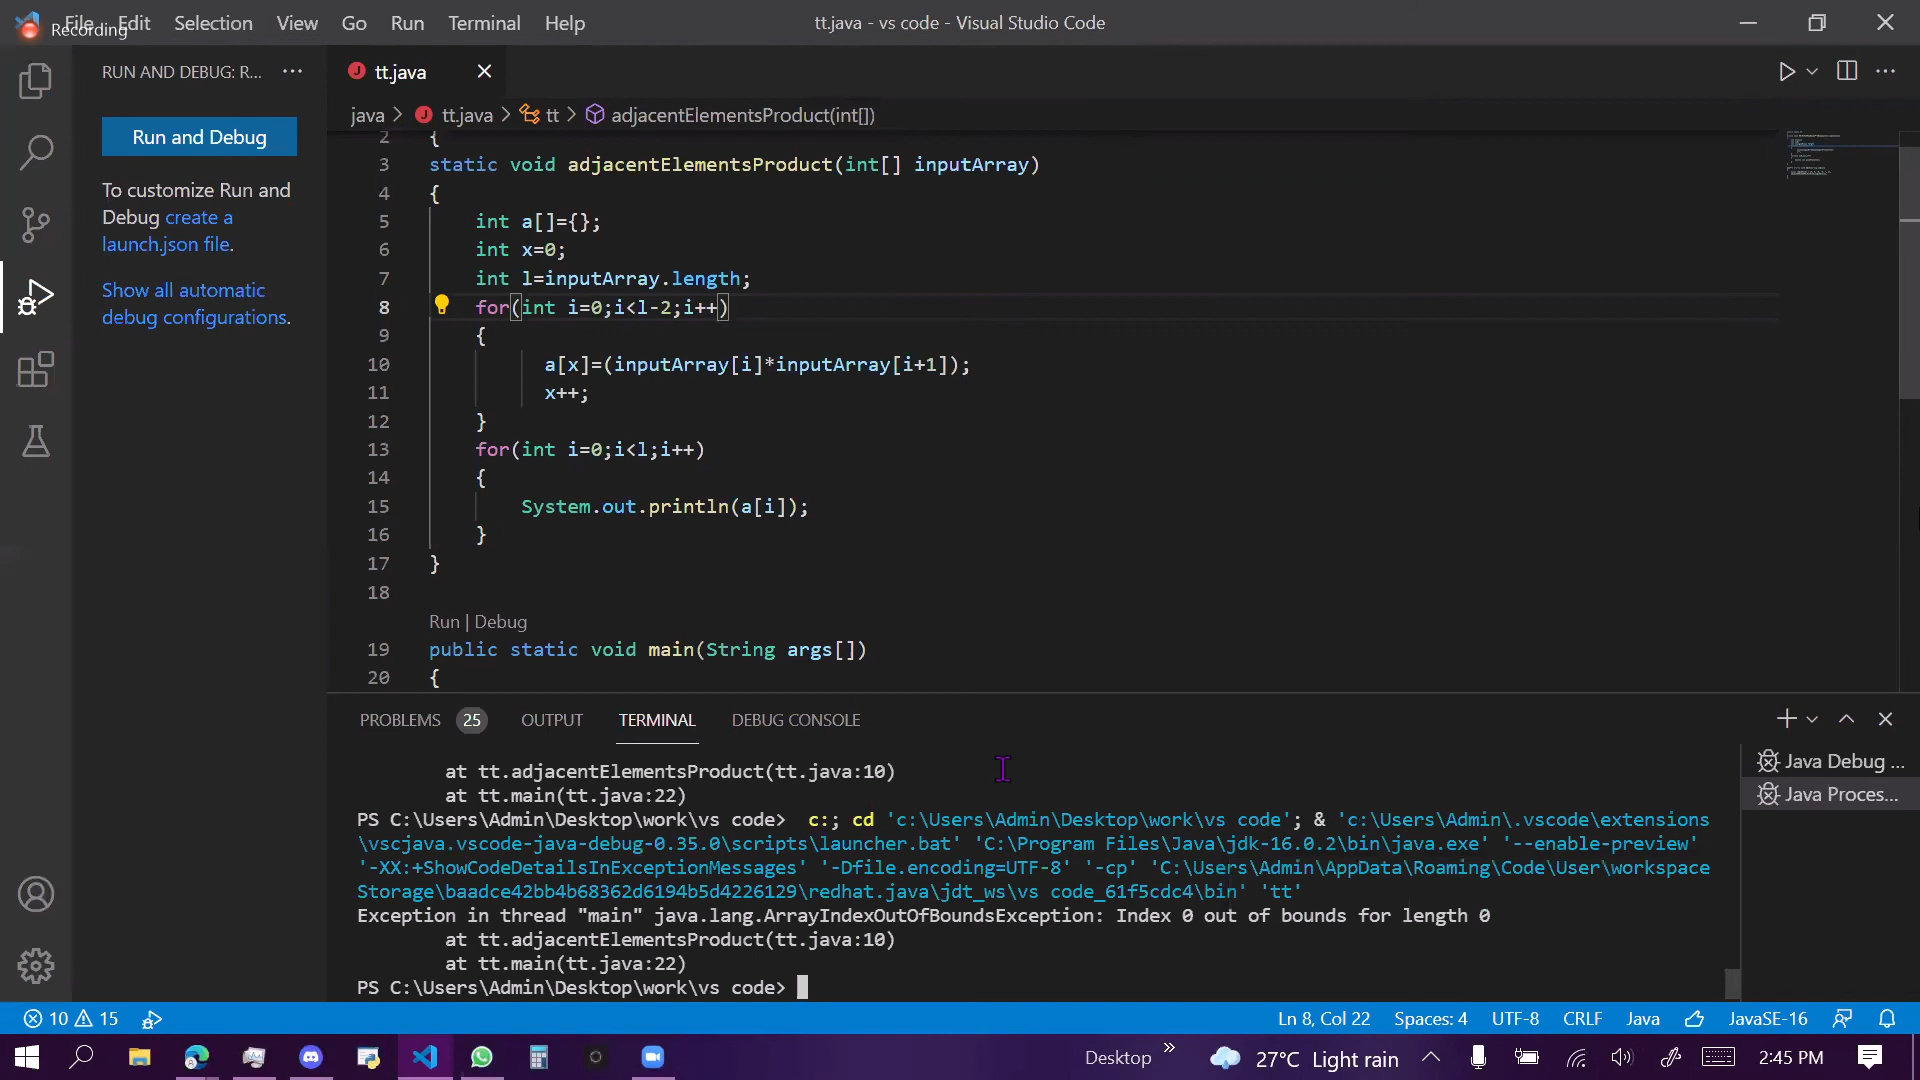 Recording
File Edit Selection View Go Run Terminal Help
tt.java - vs code - Visual Studio Code
RUN AND DEBUG: R... ···
Run and Debug
To customize Run and
Debug create a
launch.json file.
Show all automatic
debug configurations.
tt.java
java > tt.java > tt > adjacentElementsProduct(int[])
2 {
3 static void adjacentElementsProduct(int[] inputArray)
4 {
5 int a[]={};
6 int x=0;
7 int l=inputArray.length;
8 for(int i=0;i<l-2;i++)
9 {
10 a[x]=(inputArray[i]*inputArray[i+1]);
11 x++;
12 }
13 for(int i=0;i<l;i++)
14 {
15 System.out.println(a[i]);
16 }
17 }
18
Run | Debug
19 public static void main(String args[])
20 {
PROBLEMS 25 OUTPUT TERMINAL DEBUG CONSOLE
at tt.adjacentElementsProduct(tt.java:10)
at tt.main(tt.java:22)
PS C:\Users\Admin\Desktop\work\vs code> c:; cd 'c:\Users\Admin\Desktop\work\vs code'; & 'c:\Users\Admin\.vscode\extensions
\vscjava.vscode-java-debug-0.35.0\scripts\launcher.bat' 'C:\Program Files\Java\jdk-16.0.2\bin\java.exe' '--enable-preview'
'-XX:+ShowCodeDetailsInExceptionMessages' '-Dfile.encoding=UTF-8' '-cp' 'C:\Users\Admin\AppData\Roaming\Code\User\workspace
Storage\baadce42bb4b68362d6194b5d4226129\redhat.java\jdt_ws\vs code_61f5cdc4\bin' 'tt'
Exception in thread "main" java.lang.ArrayIndexOutOfBoundsException: Index 0 out of bounds for length 0
at tt.adjacentElementsProduct(tt.java:10)
at tt.main(tt.java:22)
PS C:\Users\Admin\Desktop\work\vs code>
Java Debug ...
Java Proces...
10 15
Ln 8, Col 22 Spaces: 4 UTF-8 CRLF Java JavaSE-16
Desktop » 27°C Light rain 2:45 PM